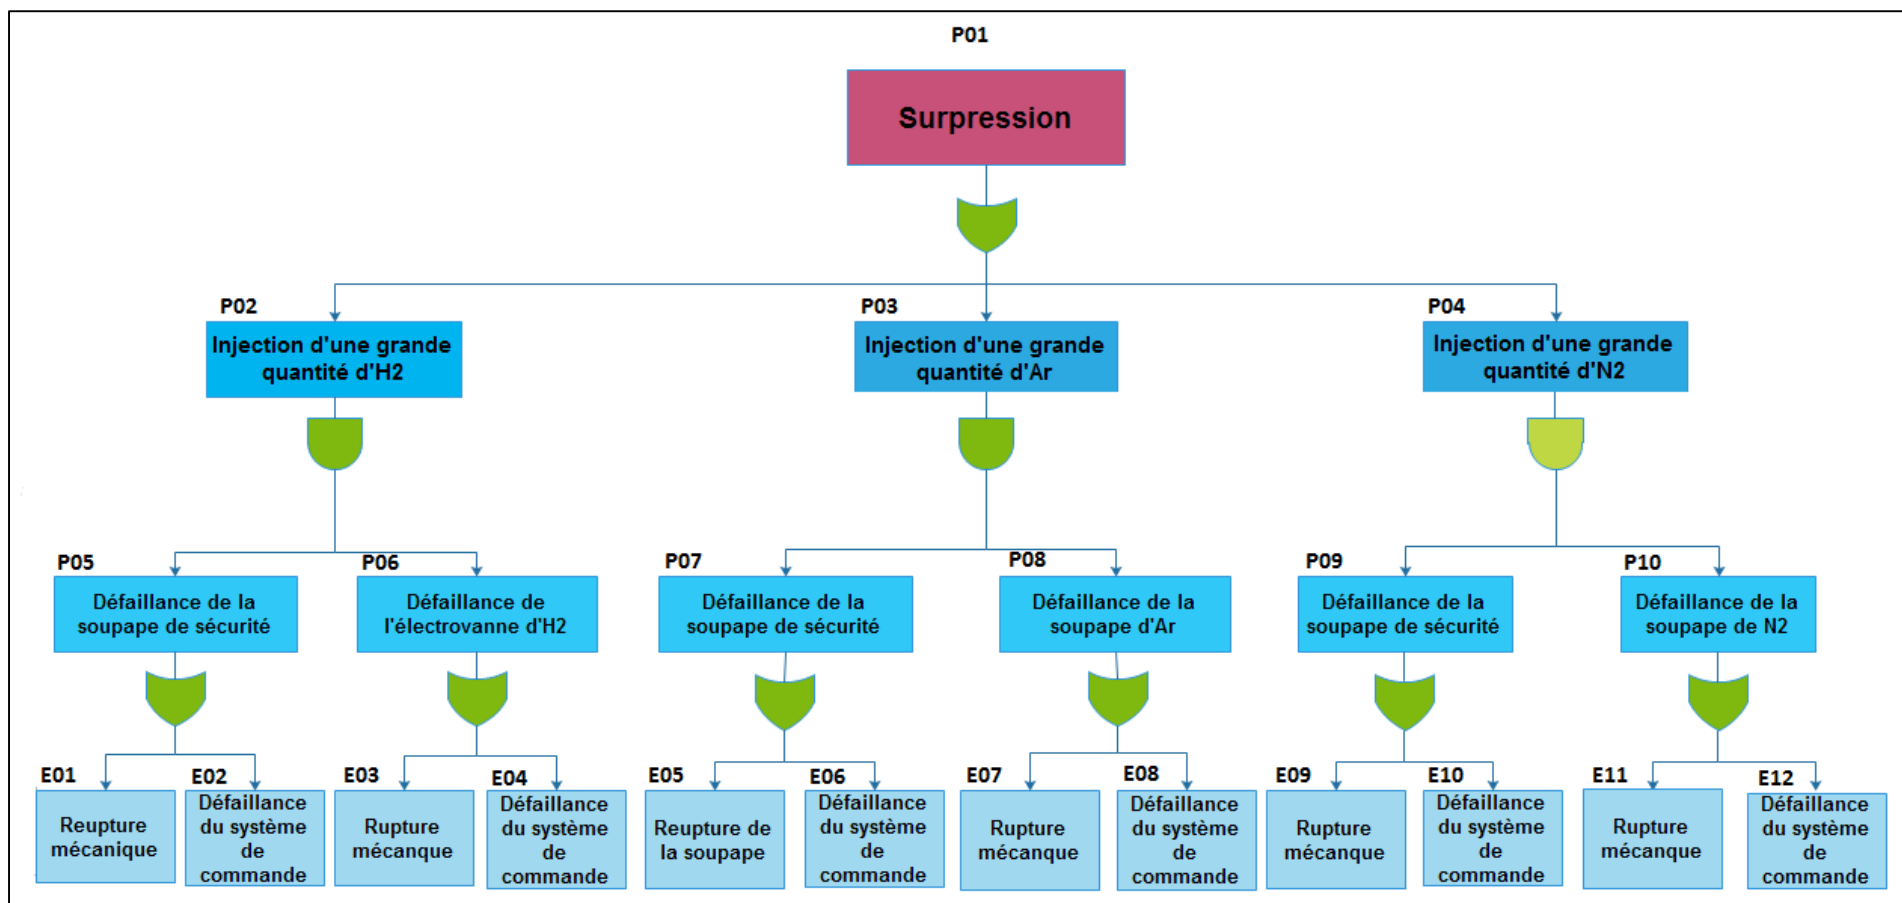 P01
Surpression
P02
Injection d'une grande
quantité d'H2
P03
Injection d'une grande
quantité d'Ar
P04
Injection d'une grande
quantité d'N2
P05
Défaillance de la
soupape de sécurité
P06
Défaillance de
l'électrovanne d'H2
P07
Défaillance de la
soupape de sécurité
P08
Défaillance de la
soupape d'Ar
P09
Défaillance de la
soupape de sécurité
P10
Défaillance de la
soupape de N2
E01
Reupture
mécanique
E02
Défaillance
du système
de
commande
E03
Rupture
mécanque
E04
Défaillance
du système
de
commande
E05
Reupture de
la soupape
E06
Défaillance
du système
de
commande
E07
Rupture
mécanque
E08
Défaillance
du système
de
commande
E09
Rupture
mécanque
E10
Défaillance
du système
de
commande
E11
Rupture
mécanque
E12
Défaillance
du système
de
commande